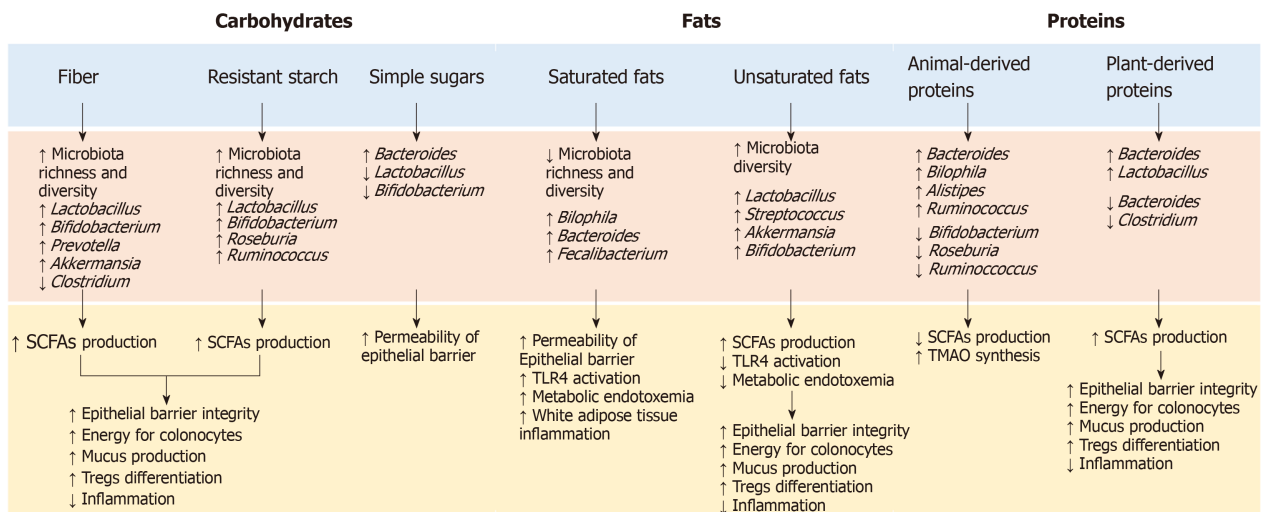 Carbohydrates
Fats
Proteins
Fiber
Resistant starch
Simple sugars
Saturated fats
Unsaturated fats
Animal-derived
proteins
Plant-derived
proteins
↑ Microbiota
richness and
diversity
↑ Lactobacillus
↑ Bifidobacterium
↑ Prevotella
↑ Akkermansia
↓ Clostridium
↑ Microbiota
richness and
diversity
↑ Lactobacillus
↑ Bifidobacterium
↑ Roseburia
↑ Ruminococcus
↑ Bacteroides
↓ Lactobacillus
↓ Bifidobacterium
↓ Microbiota
richness and
diversity
↑ Bilophila
↑ Bacteroides
↑ Fecalibacterium
↑ Microbiota
diversity
↑ Lactobacillus
↑ Streptococcus
↑ Akkermansia
↑ Bifidobacterium
↑ Bacteroides
↑ Bilophila
↑ Alistipes
↑ Ruminococcus
↓ Bifidobacterium
↓ Roseburia
↓ Ruminoccoccus
↑ Bacteroides
↑ Lactobacillus
↓ Bacteroides
↓ Clostridium
↑ SCFAs production
↑ SCFAs production
↑ Epithelial barrier integrity
↑ Energy for colonocytes
↑ Mucus production
↑ Tregs differentiation
↓ Inflammation
↑ Permeability of
epithelial barrier
↑ Permeability of
Epithelial barrier
↑ TLR4 activation
↑ Metabolic endotoxemia
↑ White adipose tissue
inflammation
↑ SCFAs production
↓ TLR4 activation
↓ Metabolic endotoxemia
↑ Epithelial barrier integrity
↑ Energy for colonocytes
↑ Mucus production
↑ Tregs differentiation
↓ Inflammation
↓ SCFAs production
↑ TMAO synthesis
↑ SCFAs production
↑ Epithelial barrier integrity
↑ Energy for colonocytes
↑ Mucus production
↑ Tregs differentiation
↓ Inflammation